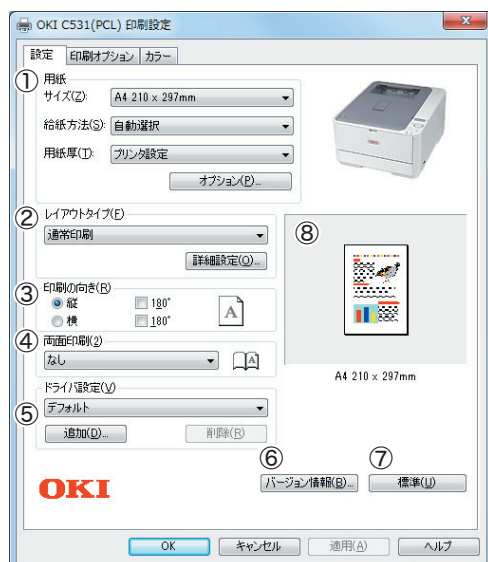 OKI C531(PCL) 印刷設定
設定 印刷オプション カラー
① 用紙
サイズ(Z): A4 210 x 297mm
給紙方法(S): 自動選択
用紙厚(T): プリンタ設定
オプション(P)...
② レイアウトタイプ(F)
通常印刷
詳細設定(O)...
③ 印刷の向き(R)
縦 180°
横 180°
A
④ 両面印刷(2)
なし
A
ドライバ設定(V)
⑤ デフォルト
追加(D)... 削除(R)
⑧
A4 210 x 297mm
⑥ ⑦
バージョン情報(B)... 標準(U)
OKI
OK キャンセル 適用(A) ヘルプ